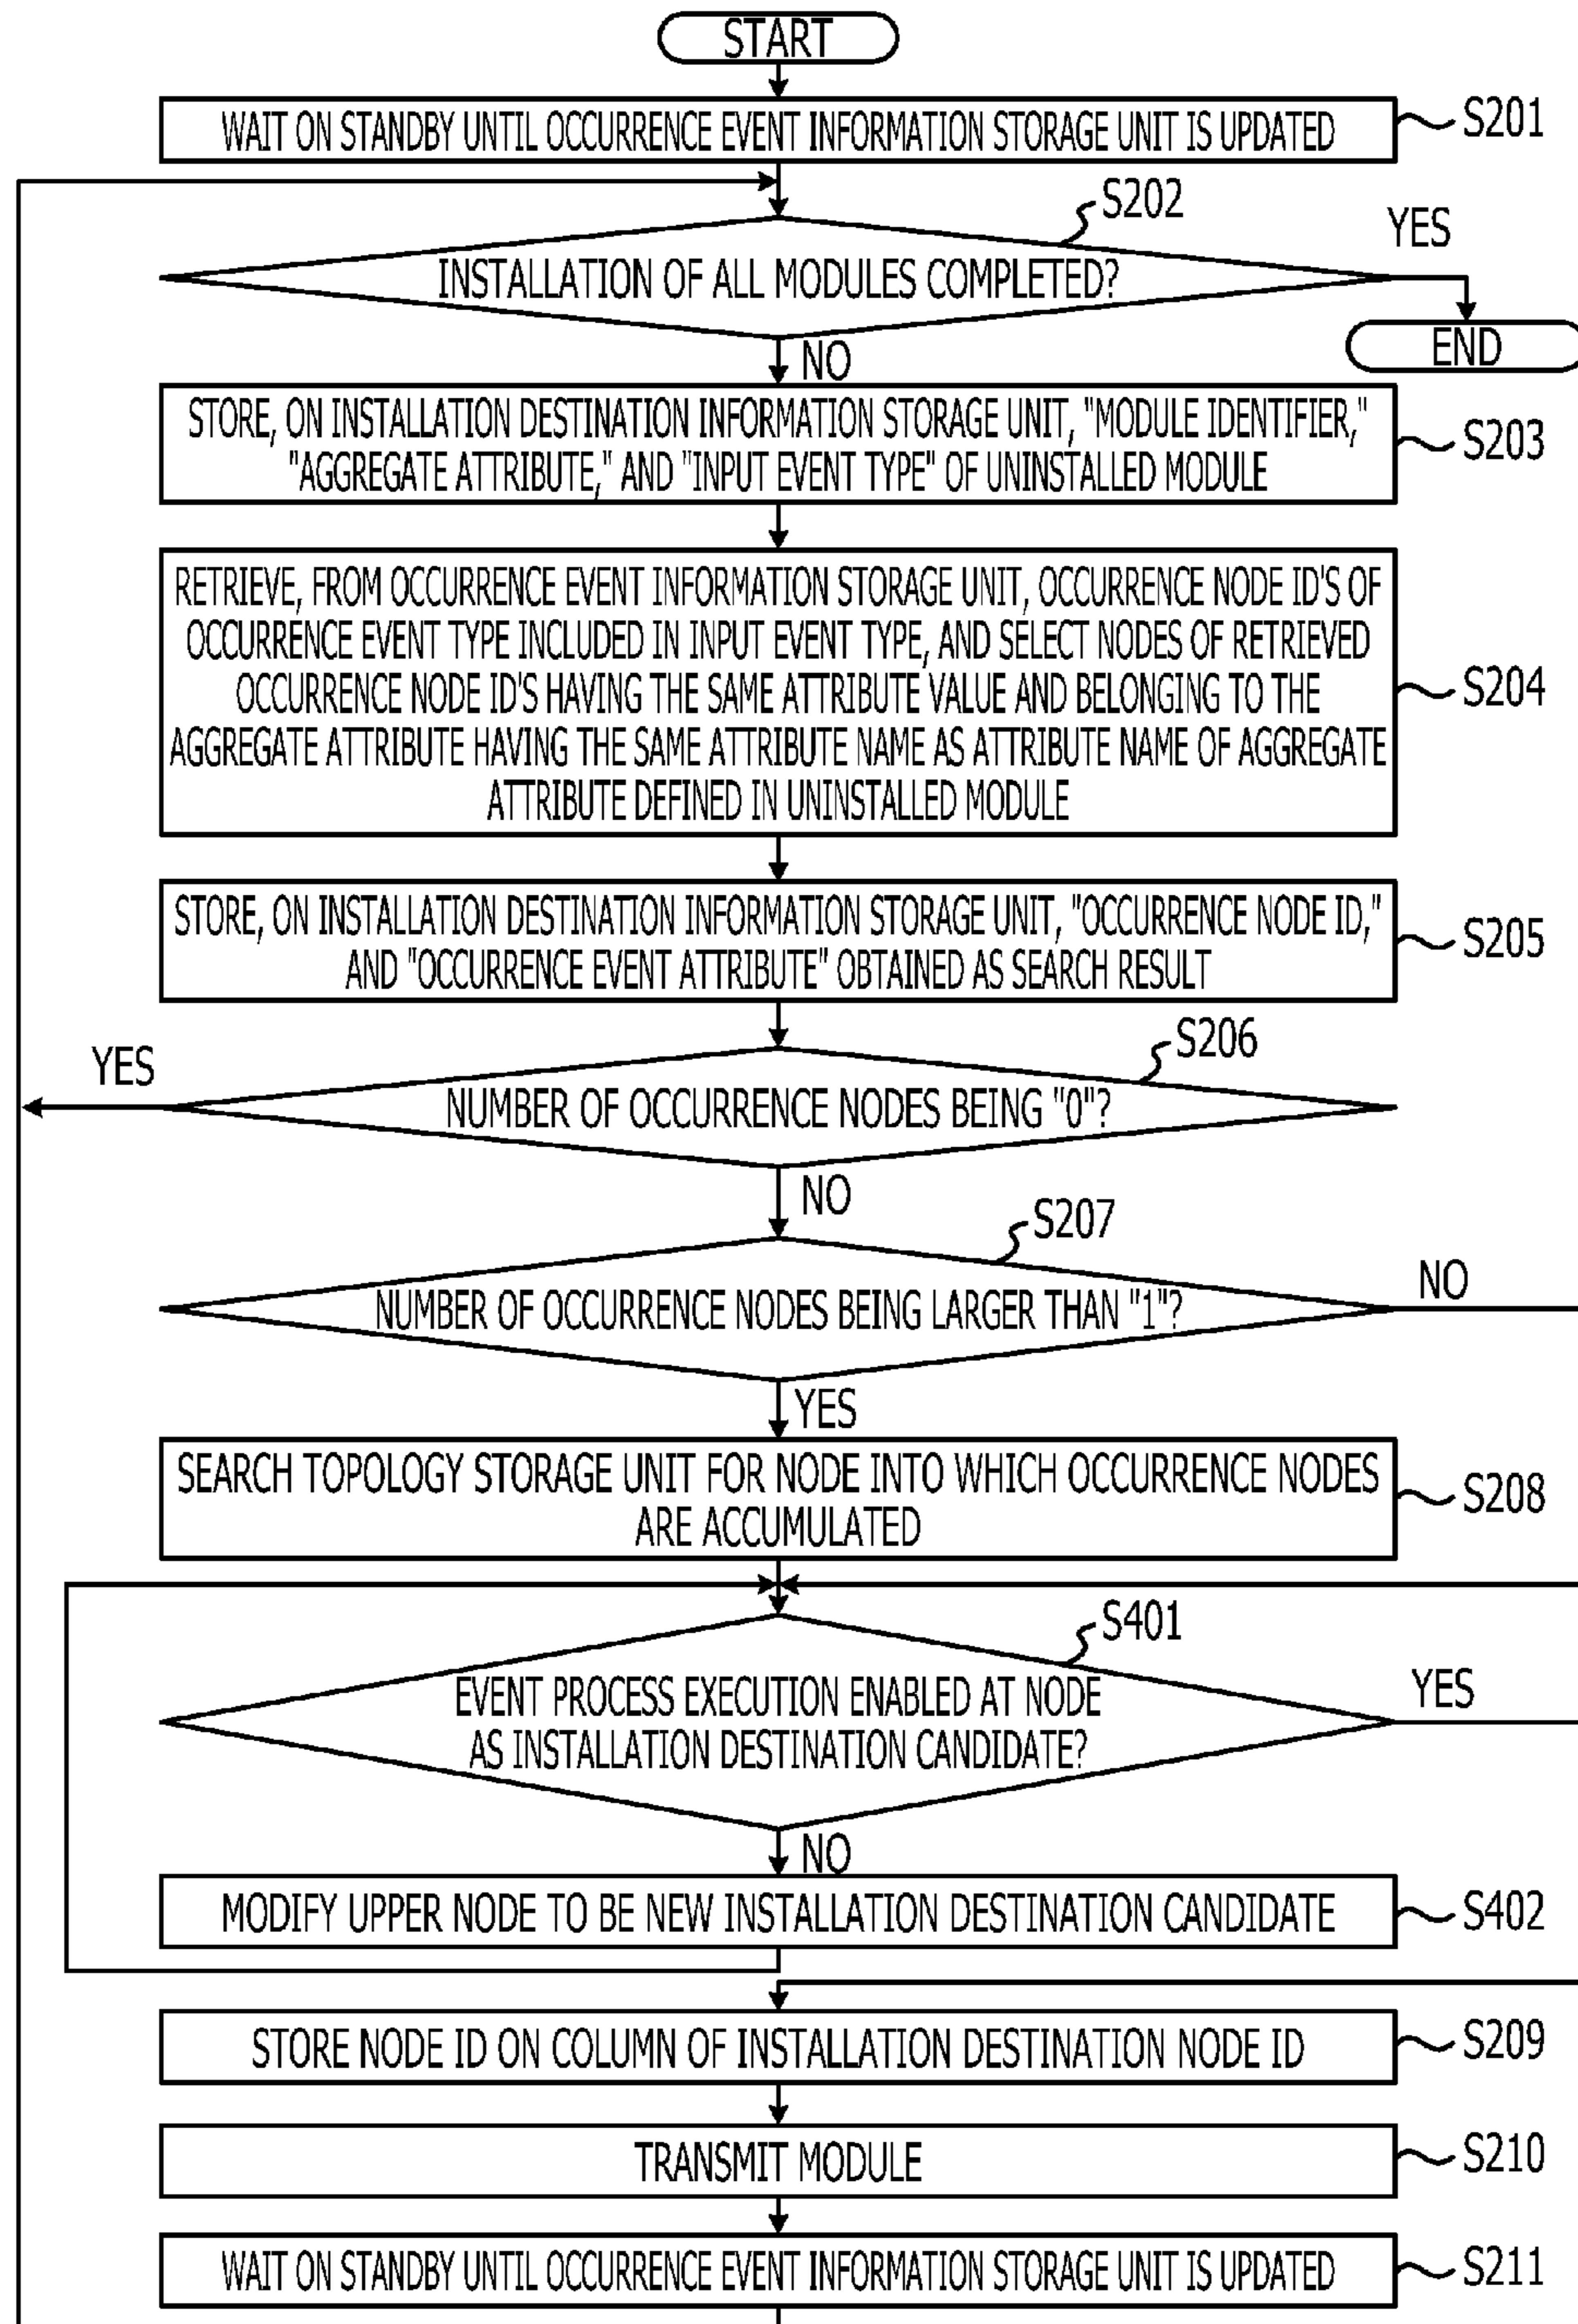 START
WAIT ON STANDBY UNTIL OCCURRENCE EVENT INFORMATION STORAGE UNIT IS UPDATED
S201
S202
YES
INSTALLATION OF ALL MODULES COMPLETED?
END
NO
STORE, ON INSTALLATION DESTINATION INFORMATION STORAGE UNIT, "MODULE IDENTIFIER,"
"AGGREGATE ATTRIBUTE," AND "INPUT EVENT TYPE" OF UNINSTALLED MODULE
S203
RETRIEVE, FROM OCCURRENCE EVENT INFORMATION STORAGE UNIT, OCCURRENCE NODE ID'S OF
OCCURRENCE EVENT TYPE INCLUDED IN INPUT EVENT TYPE, AND SELECT NODES OF RETRIEVED
OCCURRENCE NODE ID'S HAVING THE SAME ATTRIBUTE VALUE AND BELONGING TO THE
AGGREGATE ATTRIBUTE HAVING THE SAME ATTRIBUTE NAME AS ATTRIBUTE NAME OF AGGREGATE
ATTRIBUTE DEFINED IN UNINSTALLED MODULE
S204
STORE, ON INSTALLATION DESTINATION INFORMATION STORAGE UNIT, "OCCURRENCE NODE ID,"
AND "OCCURRENCE EVENT ATTRIBUTE" OBTAINED AS SEARCH RESULT
S205
S206
YES
NUMBER OF OCCURRENCE NODES BEING "0"?
NO
S207
NUMBER OF OCCURRENCE NODES BEING LARGER THAN "1"?
NO
YES
SEARCH TOPOLOGY STORAGE UNIT FOR NODE INTO WHICH OCCURRENCE NODES
ARE ACCUMULATED
S208
S401
EVENT PROCESS EXECUTION ENABLED AT NODE
AS INSTALLATION DESTINATION CANDIDATE?
YES
NO
MODIFY UPPER NODE TO BE NEW INSTALLATION DESTINATION CANDIDATE
S402
STORE NODE ID ON COLUMN OF INSTALLATION DESTINATION NODE ID
S209
TRANSMIT MODULE
S210
WAIT ON STANDBY UNTIL OCCURRENCE EVENT INFORMATION STORAGE UNIT IS UPDATED
S211